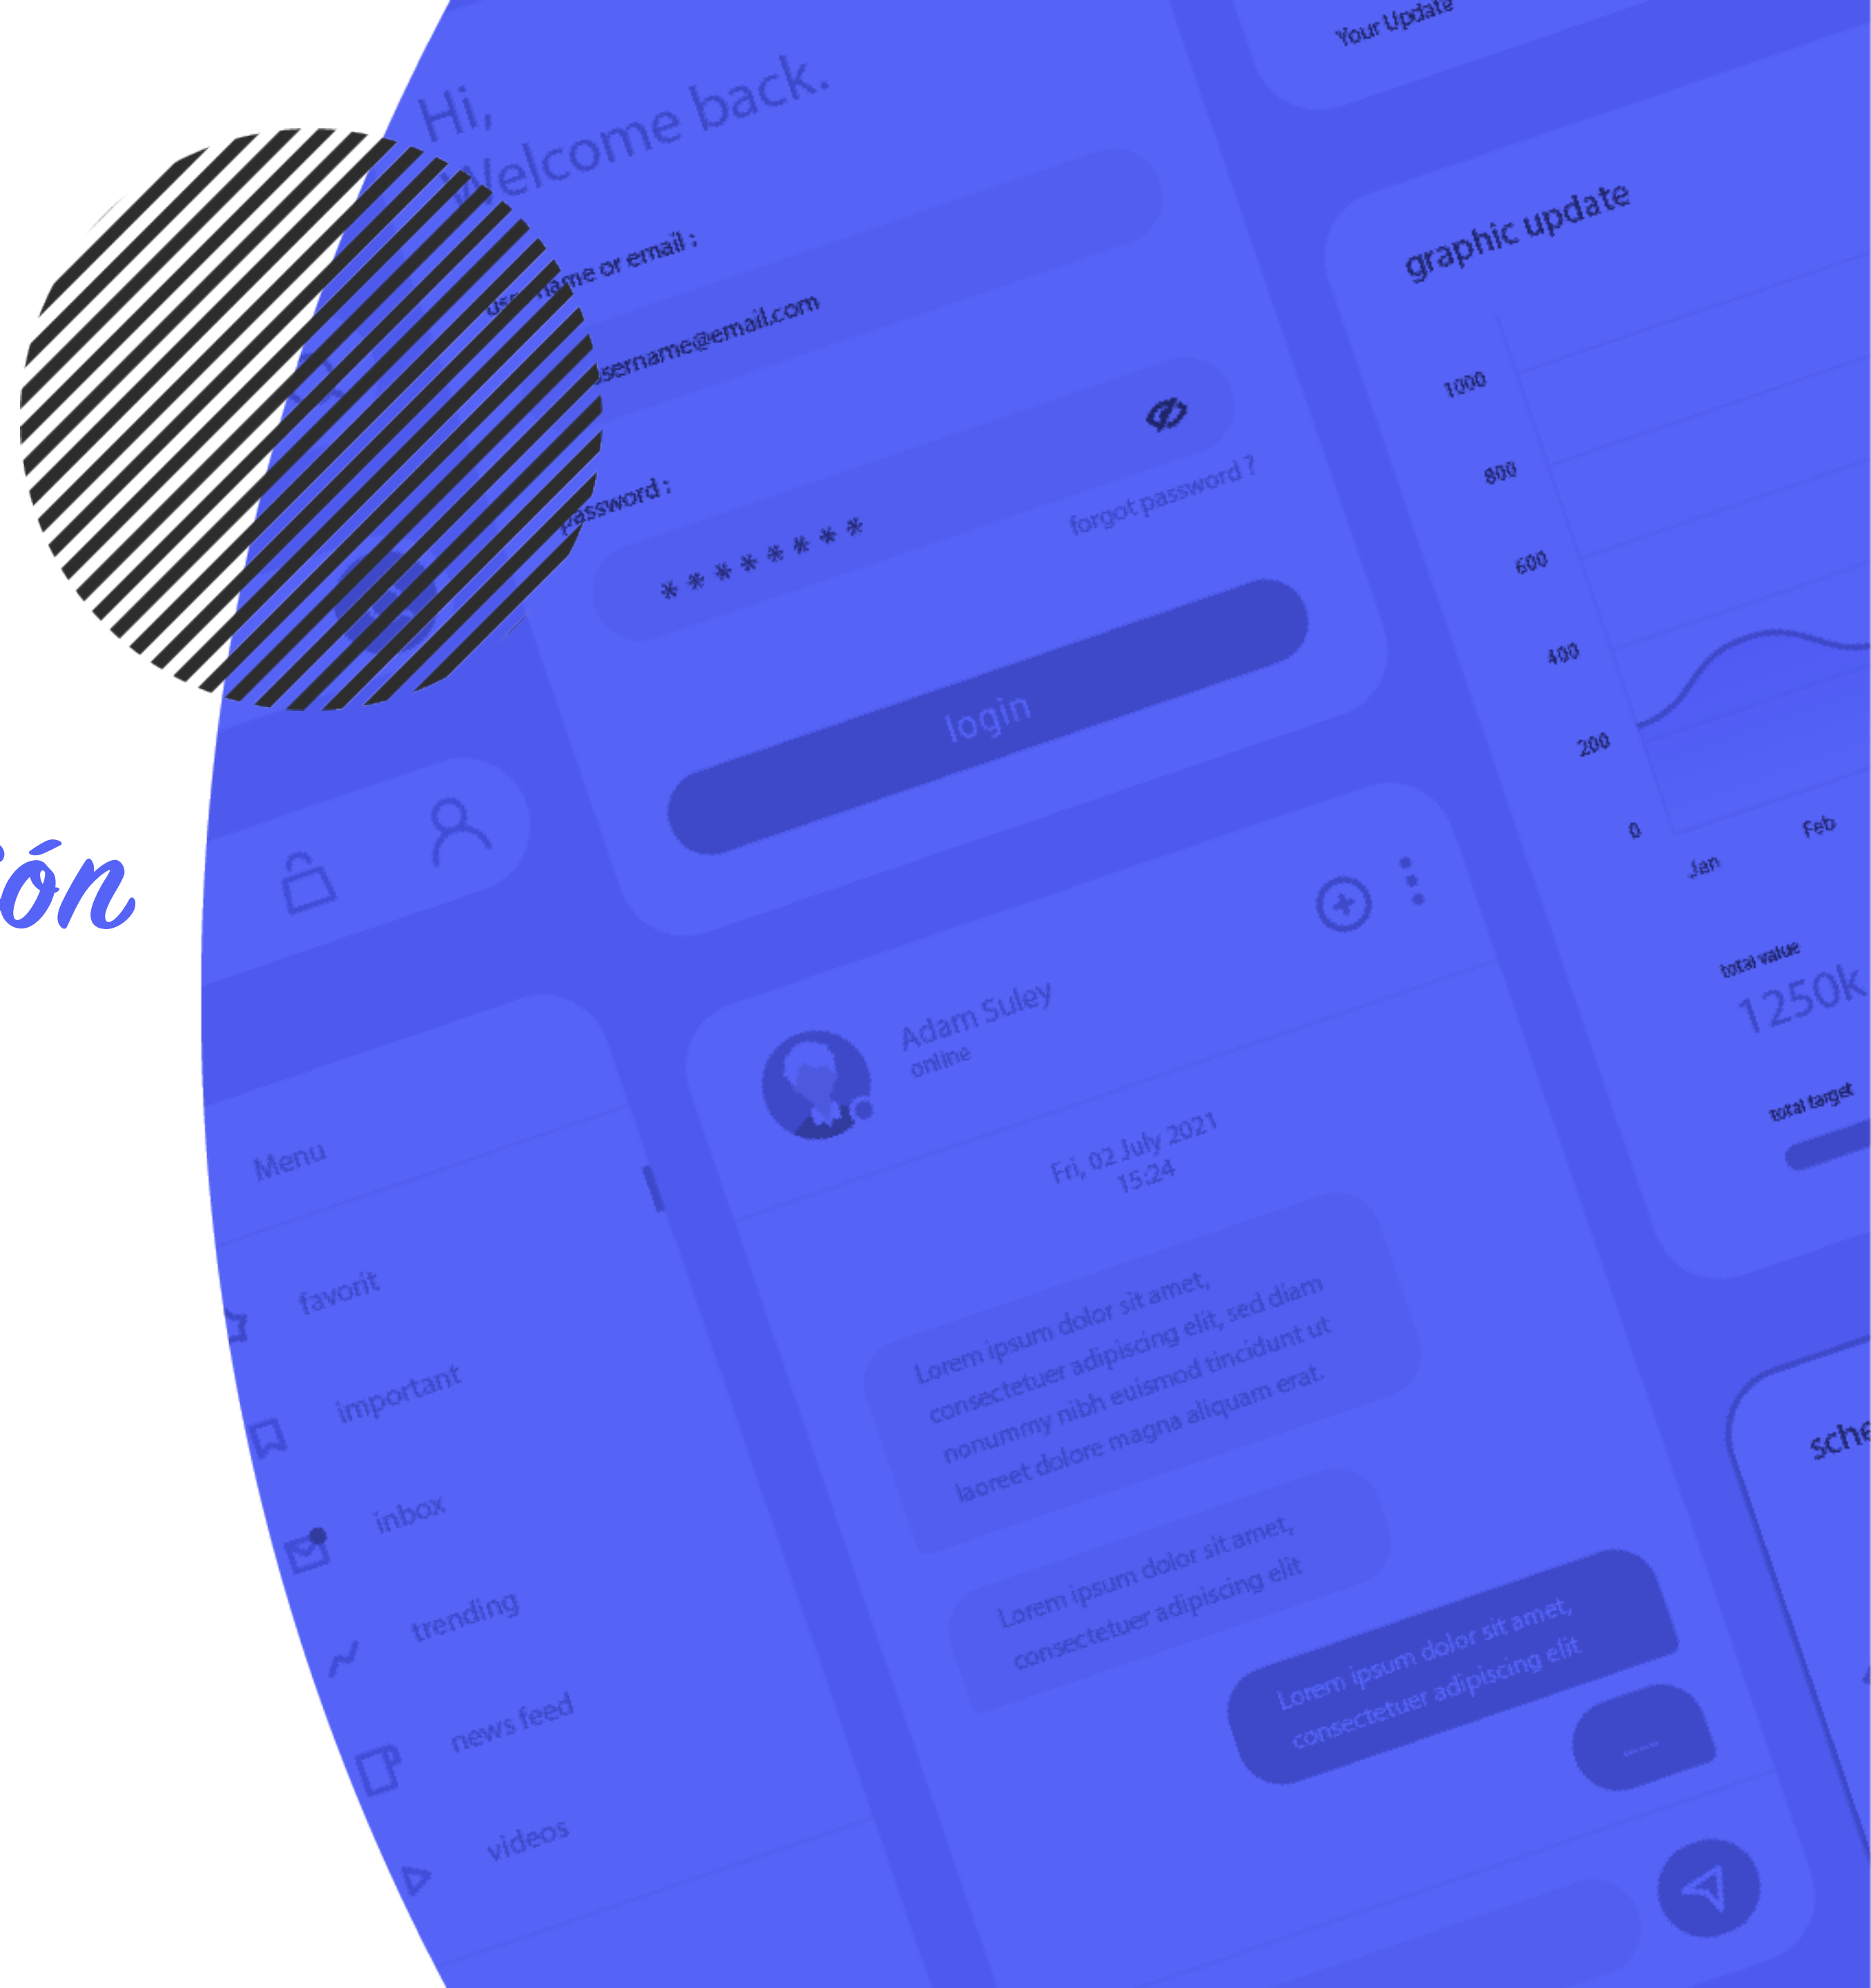 Your Update
Hi,
Welcome back.
username or email :
username@email.com
password :
* * * * * * * *
forgot password ?
login
graphic update
1000
800
600
400
200
0
Jan
Feb
total value
1250k
total target
ón
Adam Suley
online
Fri, 02 July 2021
15:24
Lorem ipsum dolor sit amet,
consectetuer adipiscing elit, sed diam
nonummy nibh euismod tincidunt ut
laoreet dolore magna aliquam erat.
Lorem ipsum dolor sit amet,
consectetuer adipiscing elit
Lorem ipsum dolor sit amet,
consectetuer adipiscing elit
.....
Menu
favorit
important
inbox
trending
news feed
videos
sche